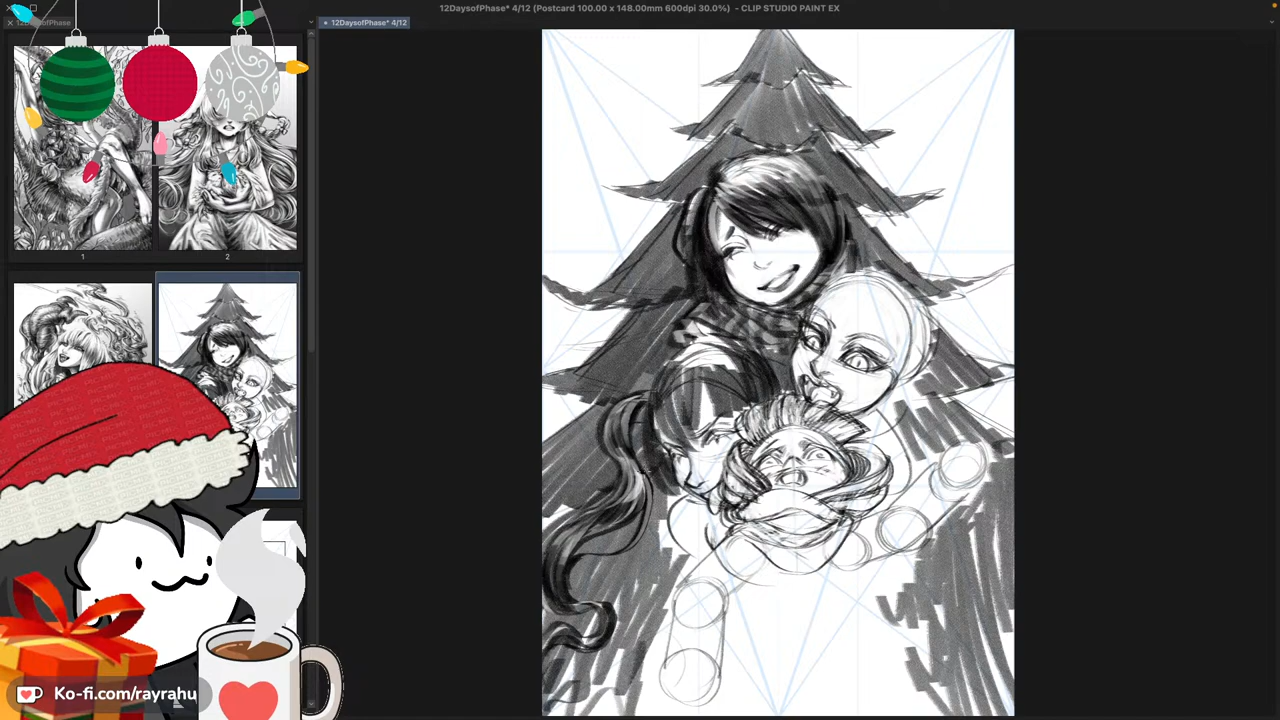 12DaysofPhase* 4/12 (Postcard 100.00 x 148.00mm 600dpi 30.0%) - CLIP STUDIO PAINT EX
12DaysofPhase
12DaysofPhase* 4/12
1
2
Ko-fi.com/rayrahu